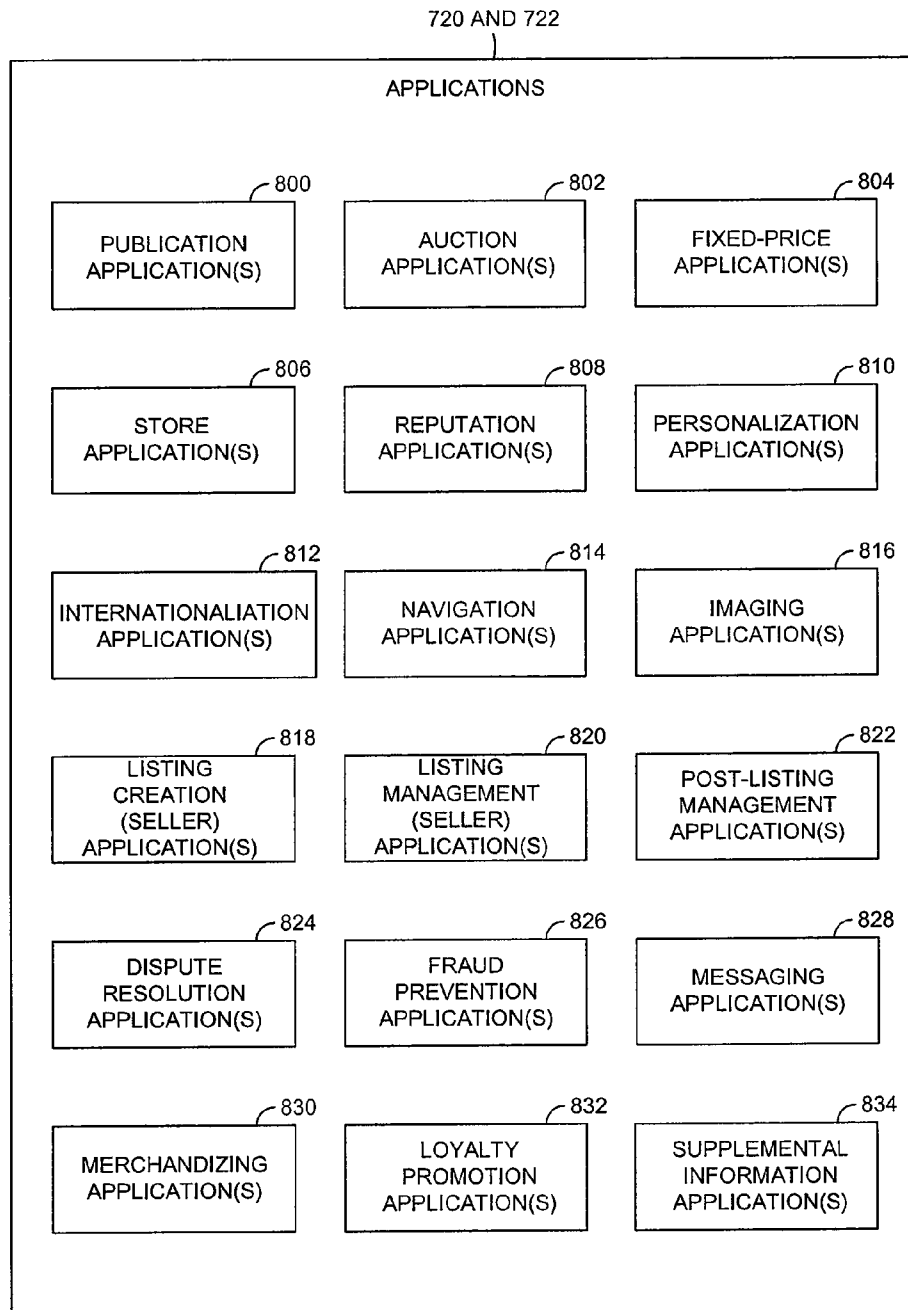 720 AND 722
APPLICATIONS
800
PUBLICATION
APPLICATION(S)
802
AUCTION
APPLICATION(S)
804
FIXED-PRICE
APPLICATION(S)
806
STORE
APPLICATION(S)
808
REPUTATION
APPLICATION(S)
810
PERSONALIZATION
APPLICATION(S)
812
INTERNATIONALIATION
APPLICATION(S)
814
NAVIGATION
APPLICATION(S)
816
IMAGING
APPLICATION(S)
818
LISTING
CREATION
(SELLER)
APPLICATION(S)
820
LISTING
MANAGEMENT
(SELLER)
APPLICATION(S)
822
POST-LISTING
MANAGEMENT
APPLICATION(S)
824
DISPUTE
RESOLUTION
APPLICATION(S)
826
FRAUD
PREVENTION
APPLICATION(S)
828
MESSAGING
APPLICATION(S)
830
MERCHANDIZING
APPLICATION(S)
832
LOYALTY
PROMOTION
APPLICATION(S)
834
SUPPLEMENTAL
INFORMATION
APPLICATION(S)